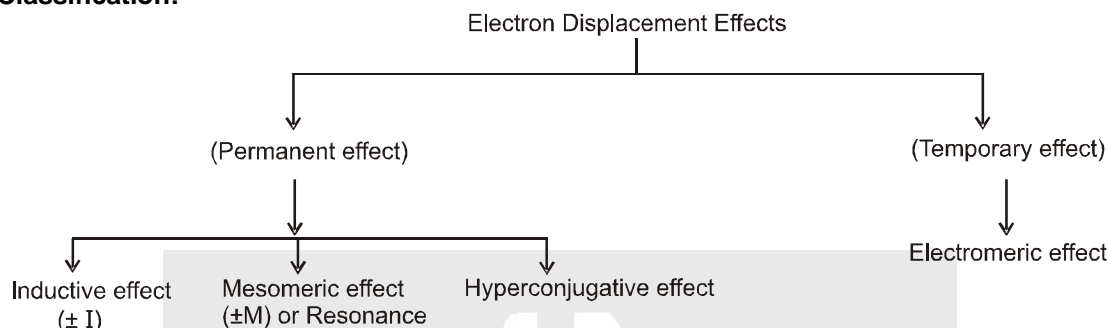 Classification:
Electron Displacement Effects
(Permanent effect)
(Temporary effect)
Electromeric effect
Inductive effect
(± I)
Mesomeric effect
(±M) or Resonance
Hyperconjugative effect